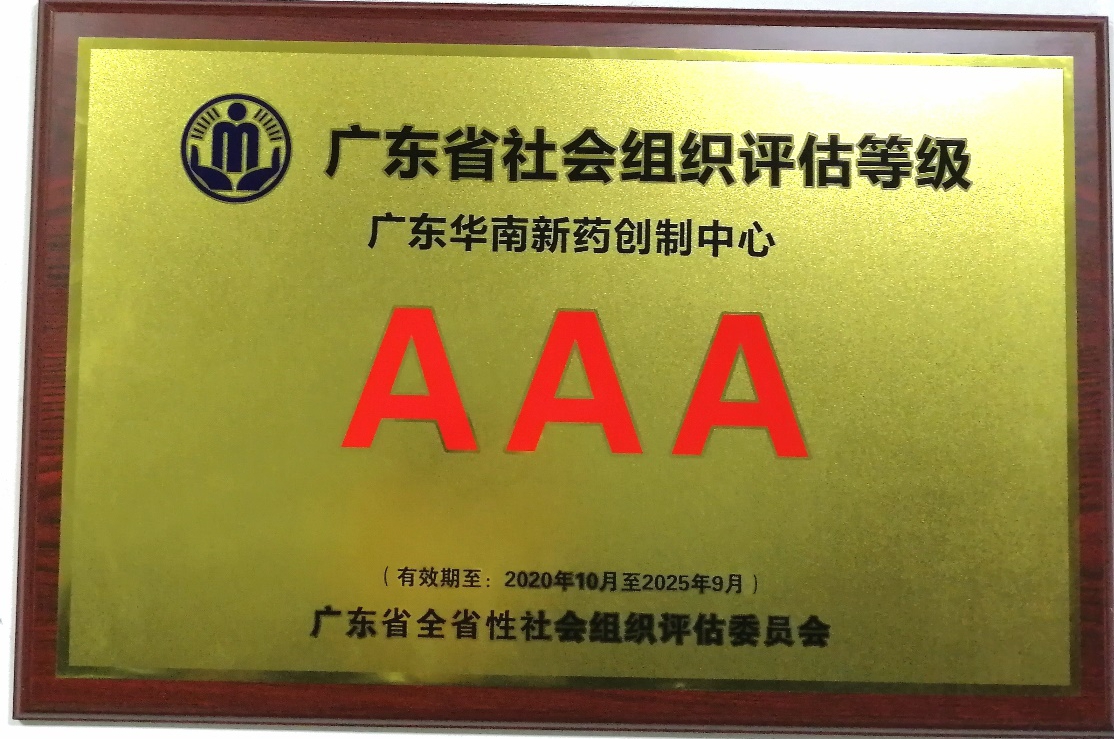 广东省社会组织评估等级
广东华南新药创制中心
AAA
（有效期至：2020年10月至2025年9月）
广东省全省性社会组织评估委员会